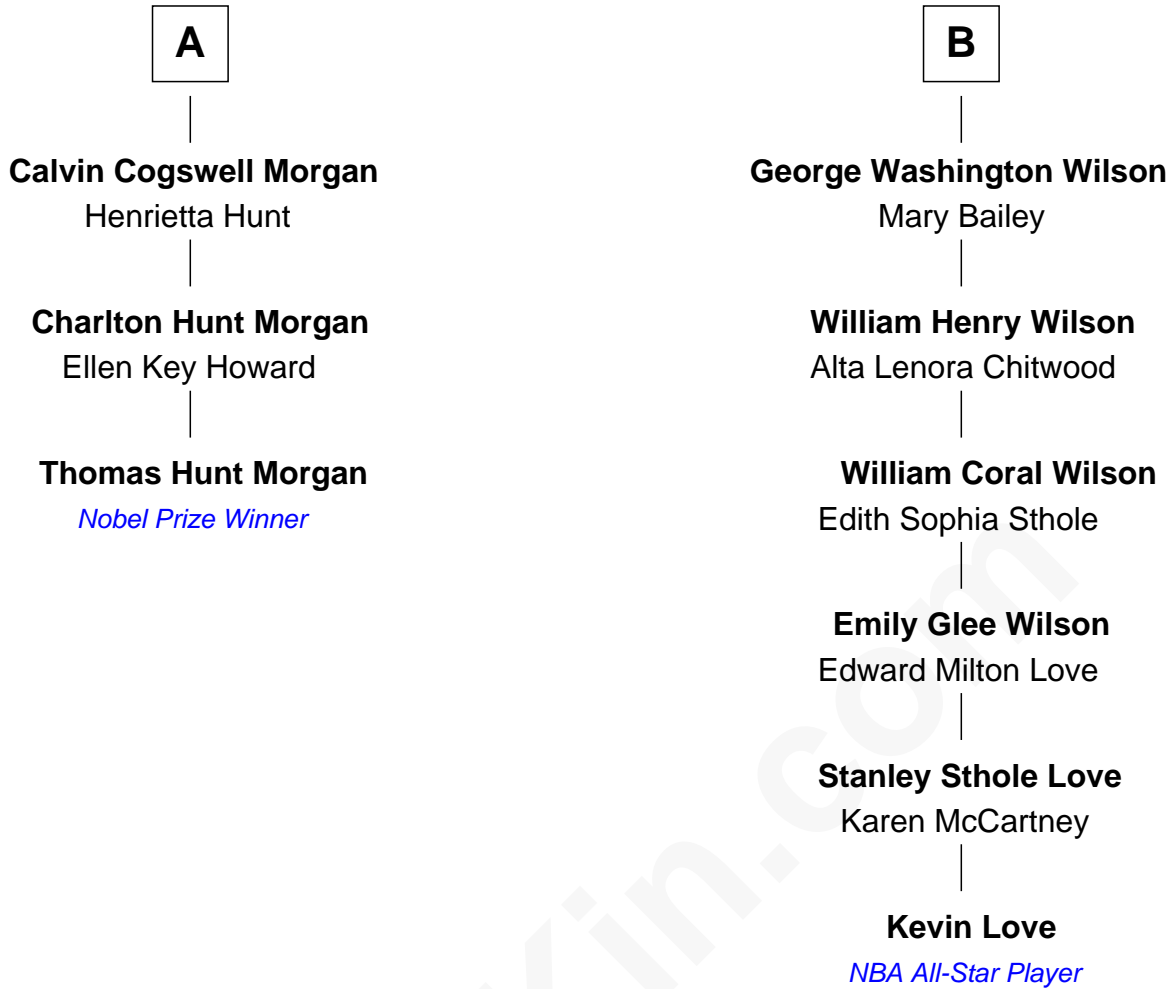 A
Calvin Cogswell Morgan
Henrietta Hunt
Charlton Hunt Morgan
Ellen Key Howard
Thomas Hunt Morgan
Nobel Prize Winner
B
George Washington Wilson
Mary Bailey
William Henry Wilson
Alta Lenora Chitwood
William Coral Wilson
Edith Sophia Sthole
Emily Glee Wilson
Edward Milton Love
Stanley Sthole Love
Karen McCartney
Kevin Love
NBA All-Star Player